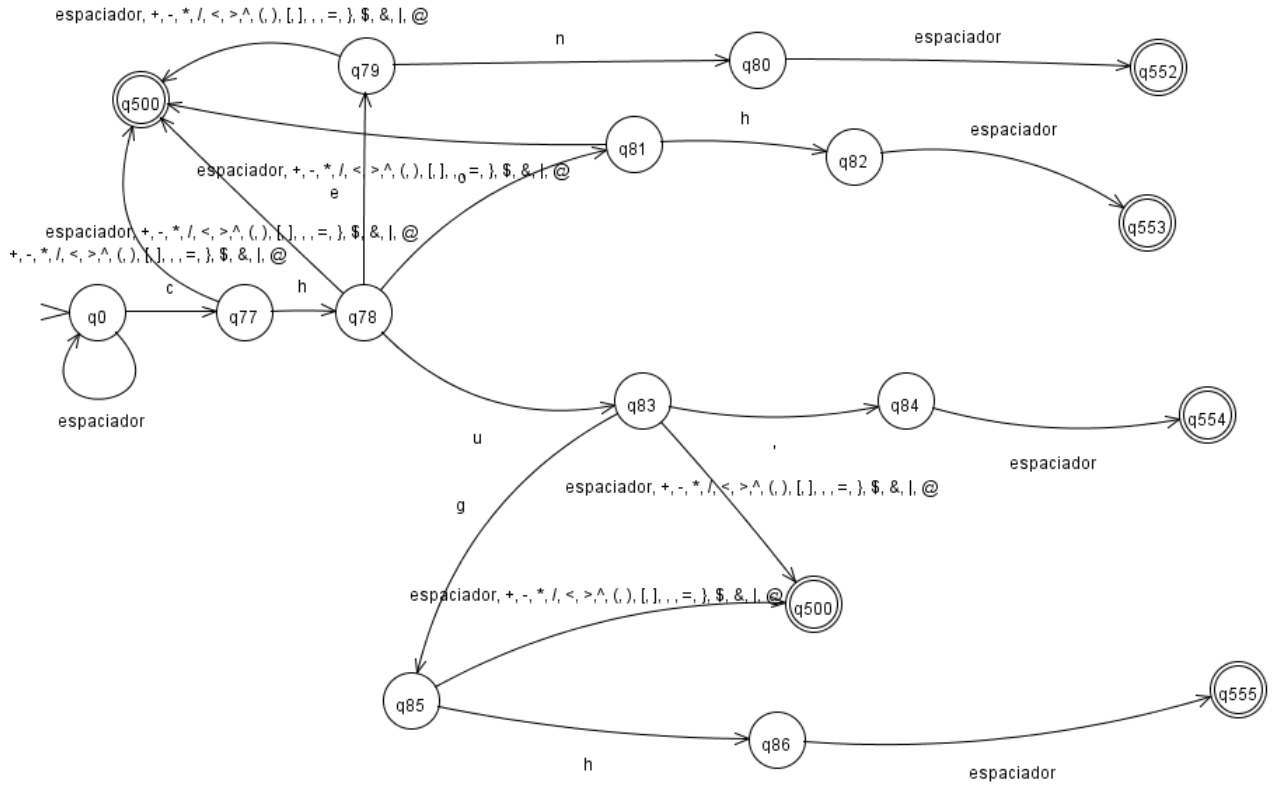 espaciador, +, -, *, /, <, >,^, (, ), [, ], , , =, }, $, &, |, @
n
espaciador
q79
q80
q552
q500
h
espaciador
q81
q82
espaciador, +, -, *, /, <, >,^, (, ), [, ], , , =, }, $, &, |, @
o
e
q553
espaciador, +, -, *, /, <, >,^, (, ), [, ], , , =, }, $, &, |, @
+, -, *, /, <, >,^, (, ), [, ], , , =, }, $, &, |, @
c
h
q0
q77
q78
espaciador
q83
q84
q554
u
'
espaciador
espaciador, +, -, *, /, <, >,^, (, ), [, ], , , =, }, $, &, |, @
g
espaciador, +, -, *, /, <, >,^, (, ), [, ], , , =, }, $, &, |, @
q500
q85
q555
q86
h
espaciador